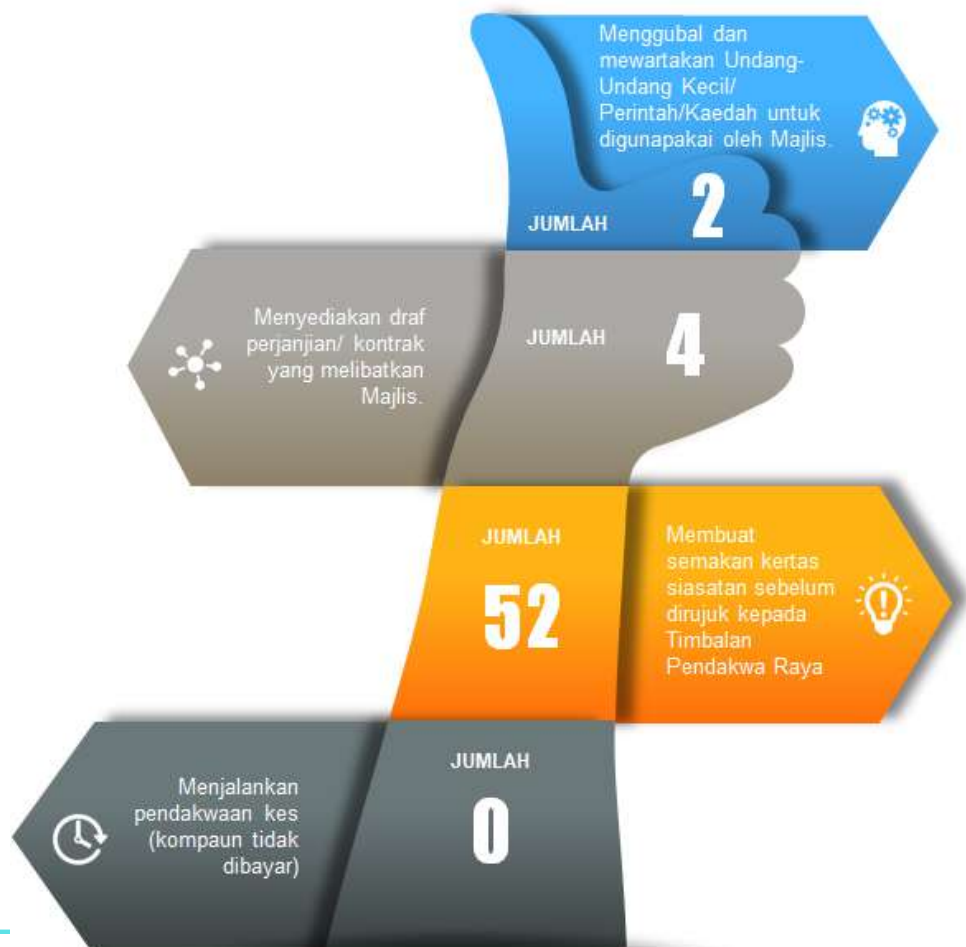 Menggubal dan
mewartakan Undang-
Undang Kecil/
Perintah/Kaedah untuk
digunapakai oleh Majlis.
JUMLAH 2
Menyediakan draf
perjanjian/ kontrak
yang melibatkan
Majlis.
JUMLAH 4
JUMLAH
52
Membuat
semakan kertas
siasatan sebelum
dirujuk kepada
Timbalan
Pendakwa Raya
Menjalankan
pendakwaan kes
(kompaun tidak
dibayar)
JUMLAH
0